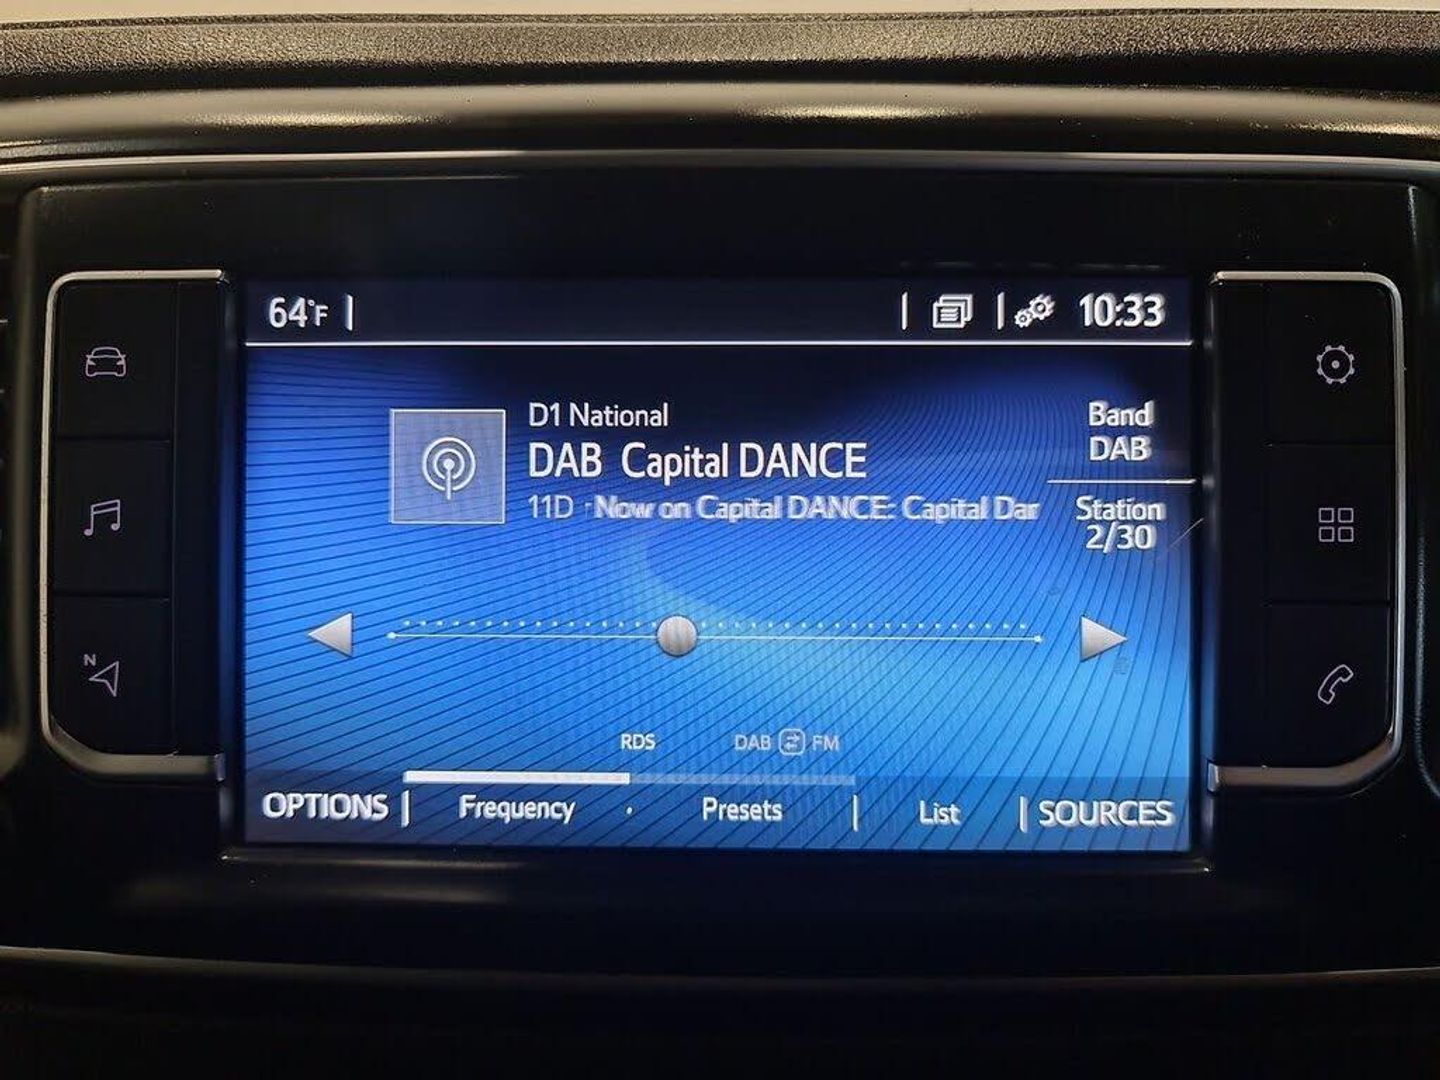 64°F
10:33
D1 National
DAB Capital DANCE
11D · Now on Capital DANCE: Capital Dar
Band
DAB
Station
2/30
N
RDS
DAB FM
OPTIONS
Frequency
Presets
List
SOURCES